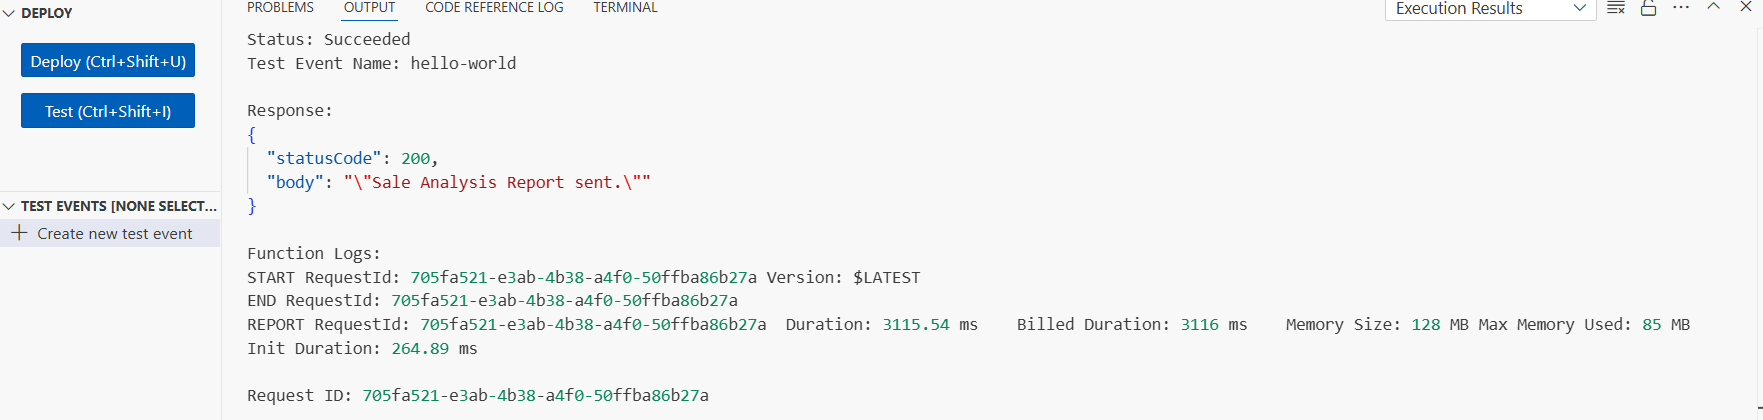 DEPLOY
Deploy (Ctrl+Shift+U)
Test (Ctrl+Shift+I)
TEST EVENTS [NONE SELECT...
Create new test event
PROBLEMS OUTPUT CODE REFERENCE LOG TERMINAL
Execution Results
Status: Succeeded
Test Event Name: hello-world
Response:
{
"statusCode": 200,
"body": "\"Sale Analysis Report sent.\""
}
Function Logs:
START RequestId: 705fa521-e3ab-4b38-a4f0-50ffba86b27a Version: $LATEST
END RequestId: 705fa521-e3ab-4b38-a4f0-50ffba86b27a
REPORT RequestId: 705fa521-e3ab-4b38-a4f0-50ffba86b27a Duration: 3115.54 ms Billed Duration: 3116 ms Memory Size: 128 MB Max Memory Used: 85 MB
Init Duration: 264.89 ms
Request ID: 705fa521-e3ab-4b38-a4f0-50ffba86b27a